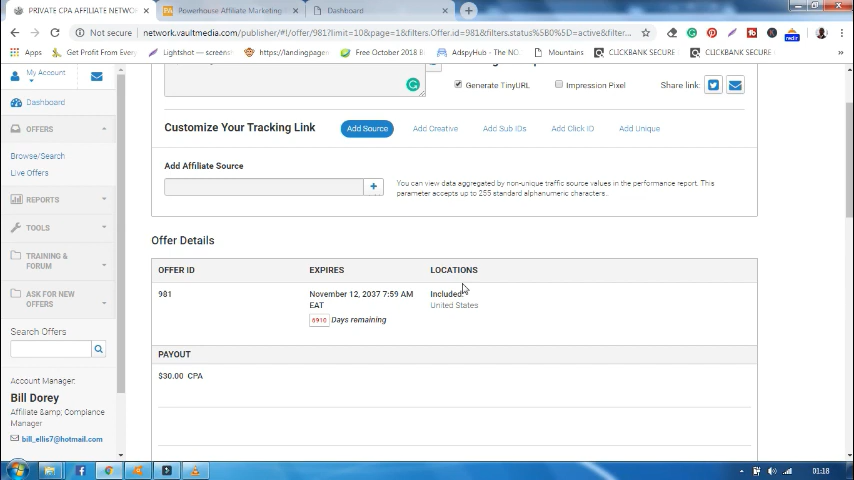 PRIVATE CPA AFFILIATE NETWOR
Powerhouse Affiliate Marketing
Dashboard
Not secure
network.vaultmedia.com/publisher/#!/offer/981?limit=10&page=1&filters.Offer.id=981&filters.status%5B%5D=active&filter...
Apps
Get Profit From Every
Lightshot — screens
https://landingpage
Free October 2018 B
AdspyHub - The NO.
Mountains
CLICKBANK SECURE
CLICKBANK SECURE
redir
My Account
Dashboard
OFFERS
Browse/Search
Live Offers
REPORTS
TOOLS
TRAINING &
FORUM
ASK FOR NEW
OFFERS
Search Offers
Account Manager:
Bill Dorey
Affiliate &amp; Compliance
Manager
bill_ellis7@hotmail.com
Generate TinyURL
Impression Pixel
Share link:
Customize Your Tracking Link
Add Source
Add Creative
Add Sub IDs
Add Click ID
Add Unique
Add Affiliate Source
+
You can view data aggregated by non-unique traffic source values in the performance report. This
parameter accepts up to 255 standard alphanumeric characters.
Offer Details
OFFER ID
EXPIRES
LOCATIONS
981
November 12, 2037 7:59 AM
EAT
6910 Days remaining
Included:
United States
PAYOUT
$30.00 CPA
01:18